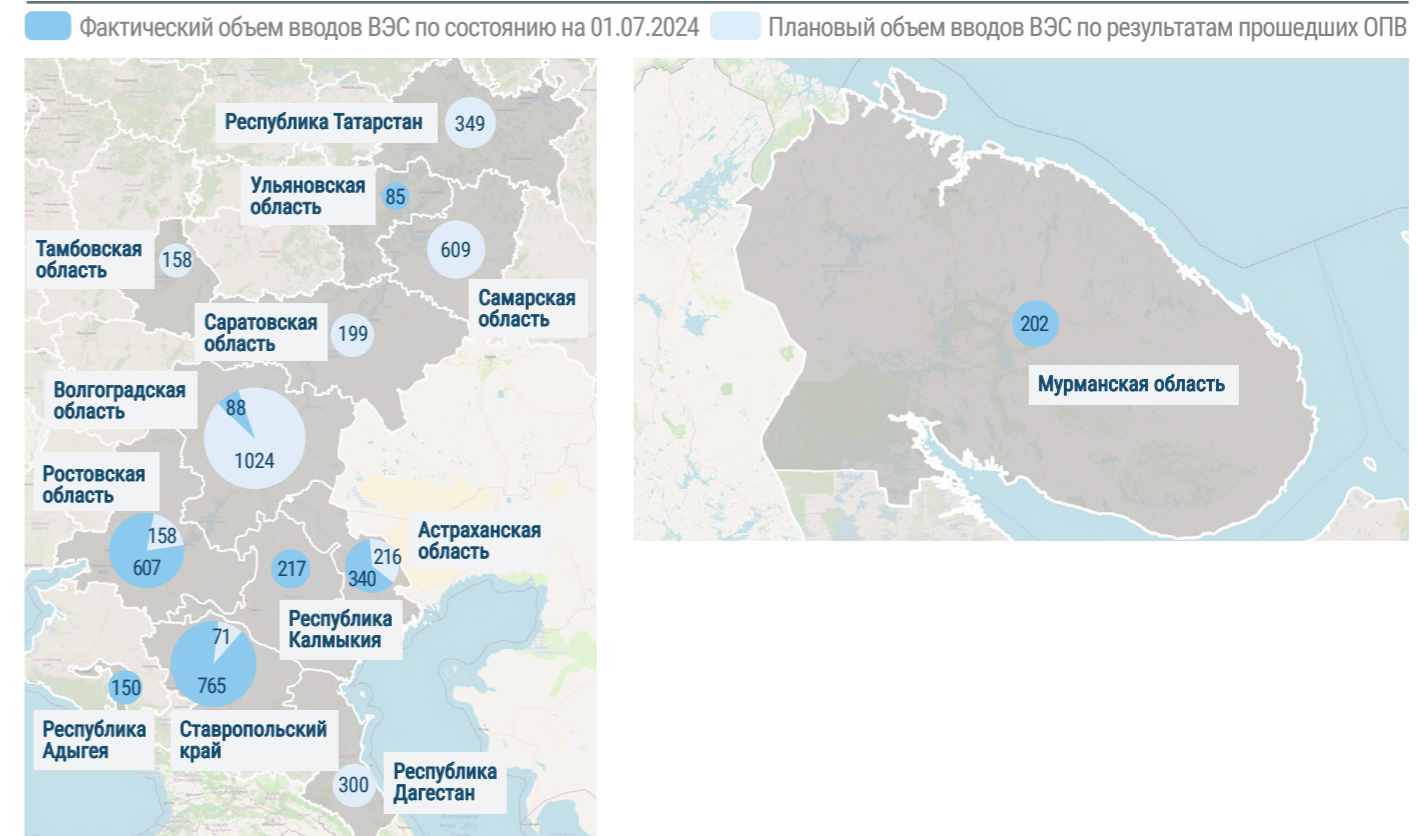 Фактический объем вводов ВЭС по состоянию на 01.07.2024
Плановый объем вводов ВЭС по результатам прошедших ОПВ
Республика Татарстан
349
Ульяновская
область
85
609
Тамбовская
область
158
Самарская
область
Саратовская
область
199
Волгоградская
область
88
1024
Ростовская
область
158
607
217
Астраханская
область
216
340
Республика
Калмыкия
71
765
150
Республика
Адыгея
Ставропольский
край
300
Республика
Дагестан
202
Мурманская область